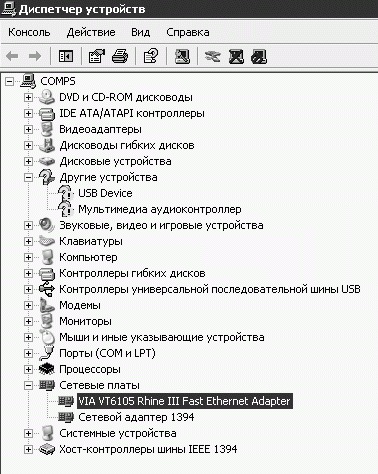 Диспетчер устройств
Консоль Действие Вид Справка
COMPS
DVD и CD-ROM дисководы
IDE ATA/ATAPI контроллеры
Видеоадаптеры
Дисководы гибких дисков
Дисковые устройства
Другие устройства
USB Device
Мультимедиа аудиоконтроллер
Звуковые, видео и игровые устройства
Клавиатуры
Компьютер
Контроллеры гибких дисков
Контроллеры универсальной последовательной шины USB
Модемы
Мониторы
Мыши и иные указывающие устройства
Порты (COM и LPT)
Процессоры
Сетевые платы
VIA VT6105 Rhine III Fast Ethernet Adapter
Сетевой адаптер 1394
Системные устройства
Хост-контроллеры шины IEEE 1394